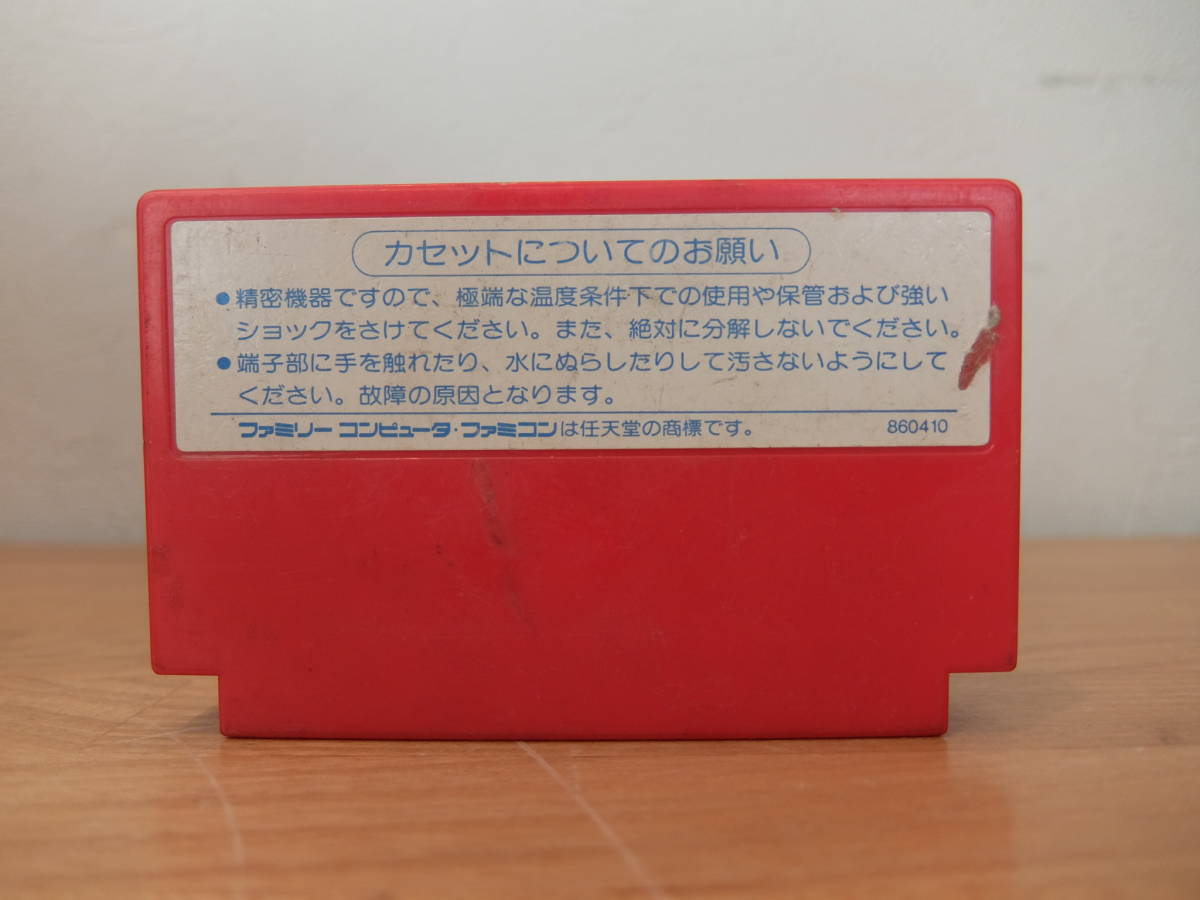 カセットについてのお願い
●精密機器ですので、極端な温度条件下での使用や保管および強い
ショックをさけてください。また、絶対に分解しないでください。
●端子部に手を触れたり、水にぬらしたりして汚さないようにして
ください。故障の原因となります。
ファミリー コンピュータ・ファミコンは任天堂の商標です。 860410